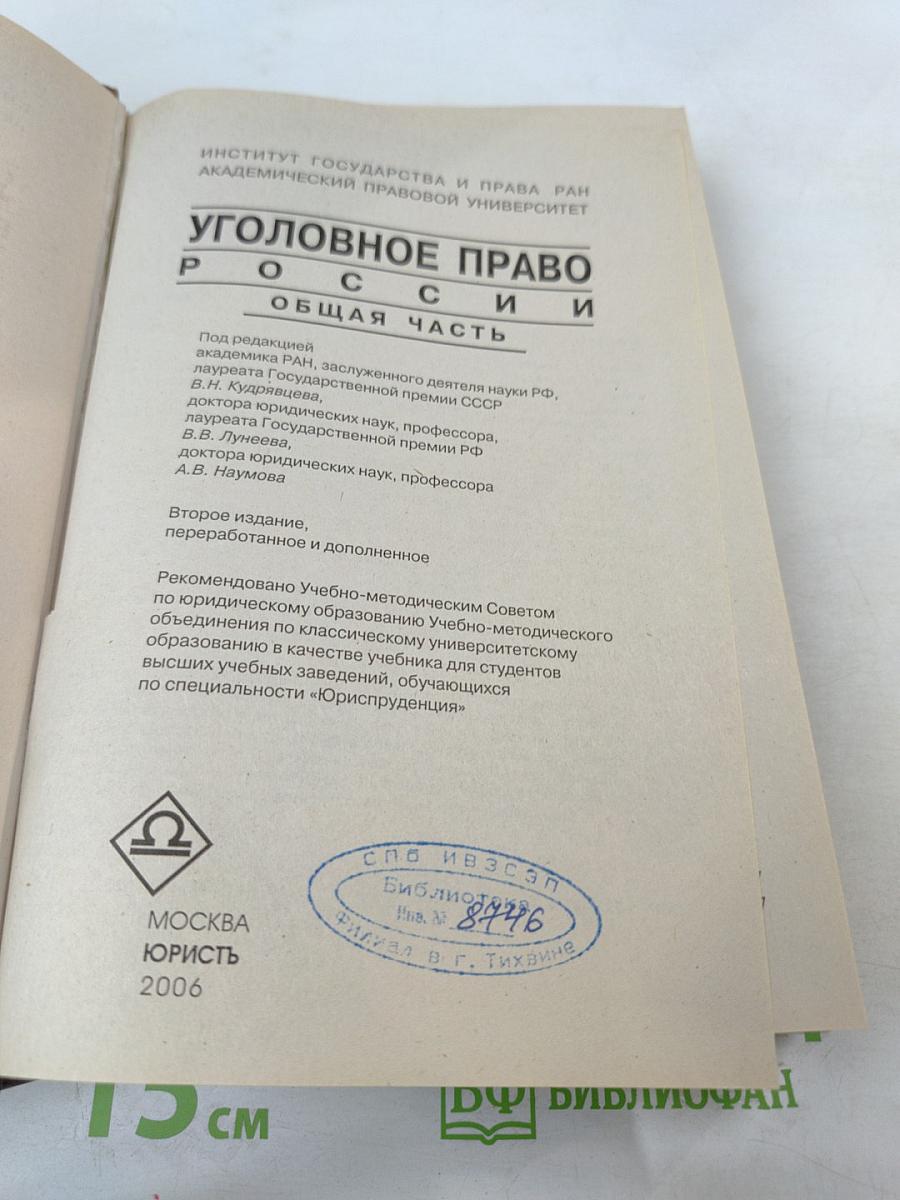 ИНСТИТУТ ГОСУДАРСТВА И ПРАВА РАН
АКАДЕМИЧЕСКИЙ ПРАВОВОЙ УНИВЕРСИТЕТ
УГОЛОВНОЕ ПРАВО
РОССИИ
ОБЩАЯ ЧАСТЬ
Под редакцией
академика РАН, заслуженного деятеля науки РФ,
лауреата Государственной премии СССР
В.Н. Кудрявцева,
доктора юридических наук, профессора,
лауреата Государственной премии РФ
В.В. Лунеева,
доктора юридических наук, профессора
А.В. Наумова
Второе издание,
переработанное и дополненное
Рекомендовано Учебно-методическим Советом
по юридическому образованию Учебно-методического
объединения по классическому университетскому
образованию в качестве учебника для студентов
высших учебных заведений, обучающихся
по специальности «Юриспруденция»
МОСКВА
ЮРИСТЪ
2006
СПб ИВЭСЭП
Библиотека
Инв. № 8746
Филиал в г. Тихвине
15 см
БФ БИБЛИОФАН